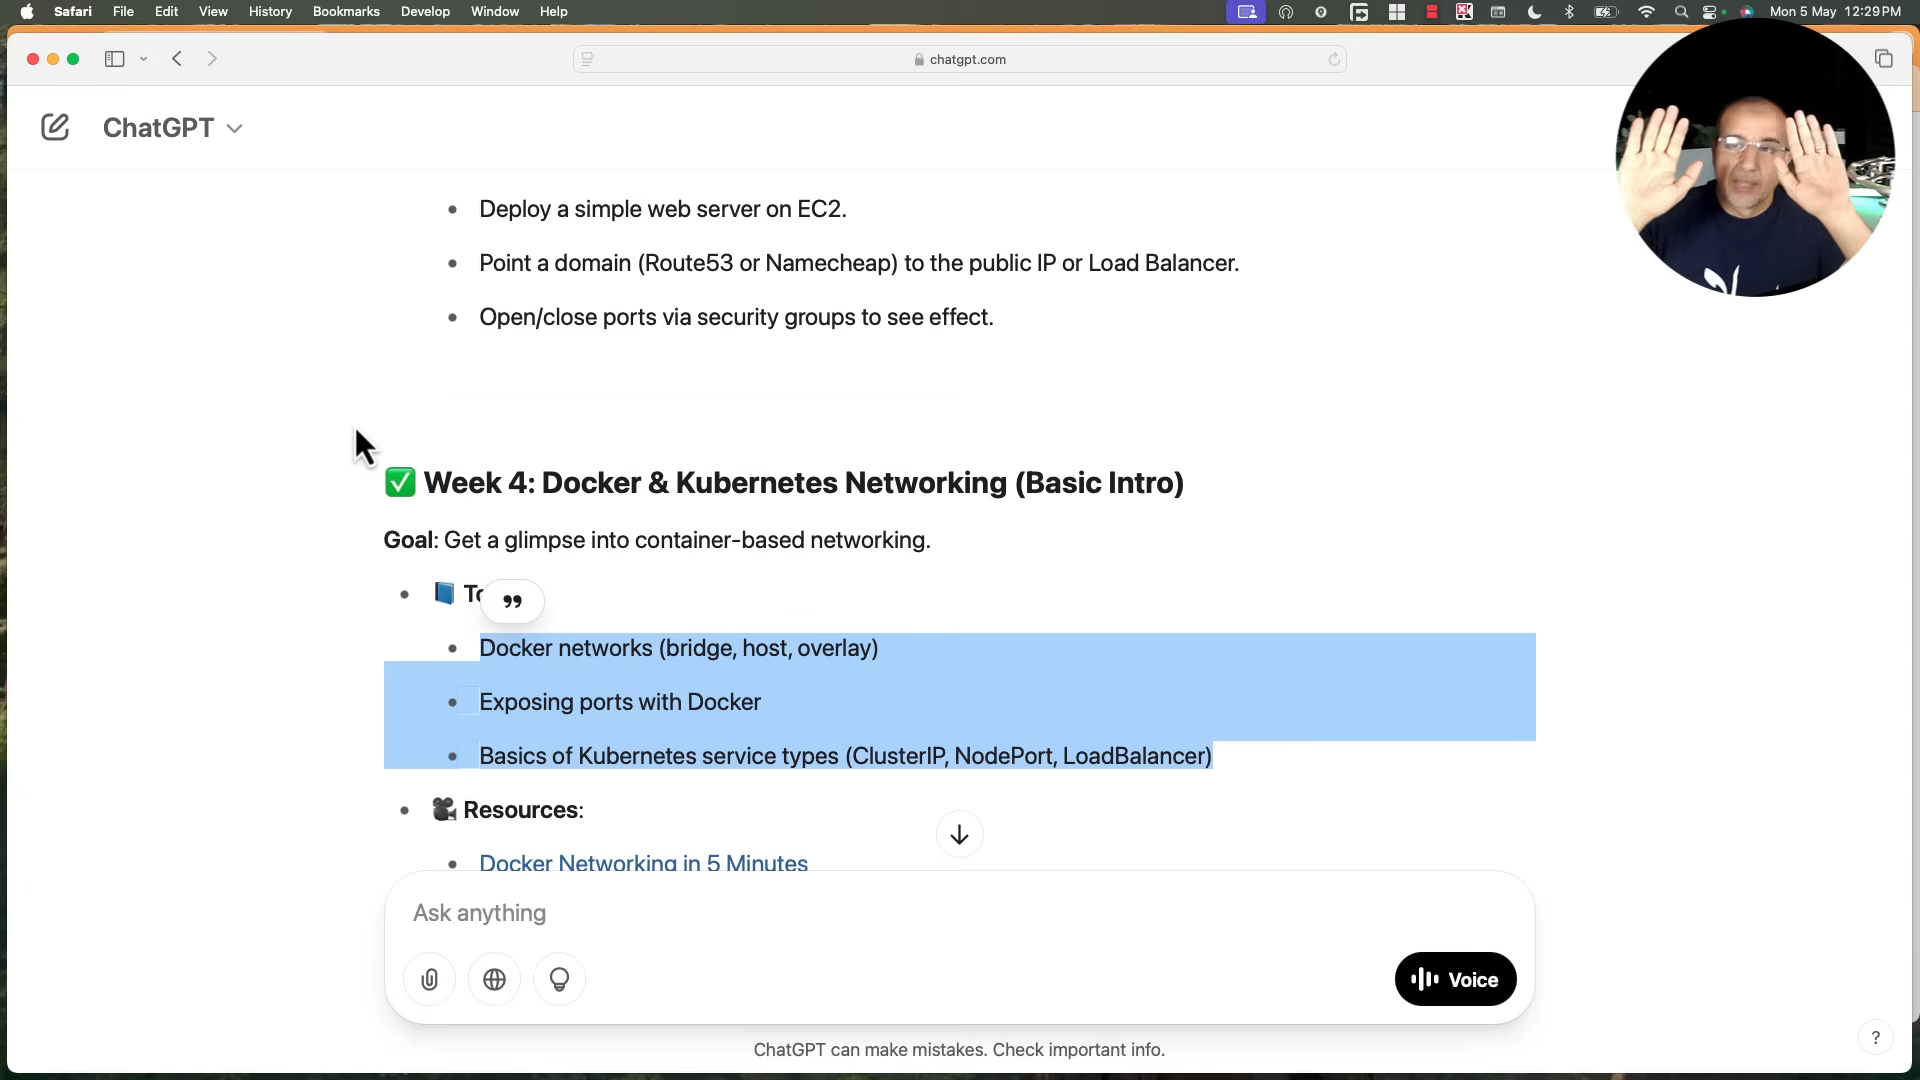 Safari File Edit View History Bookmarks Develop Window Help Mon 5 May 12:29 PM
chatgpt.com
ChatGPT
Deploy a simple web server on EC2.
Point a domain (Route53 or Namecheap) to the public IP or Load Balancer.
Open/close ports via security groups to see effect.
✅ Week 4: Docker & Kubernetes Networking (Basic Intro)
Goal: Get a glimpse into container-based networking.
Docker networks (bridge, host, overlay)
Exposing ports with Docker
Basics of Kubernetes service types (ClusterIP, NodePort, LoadBalancer)
Resources:
Docker Networking in 5 Minutes
Ask anything
Voice
ChatGPT can make mistakes. Check important info.
?